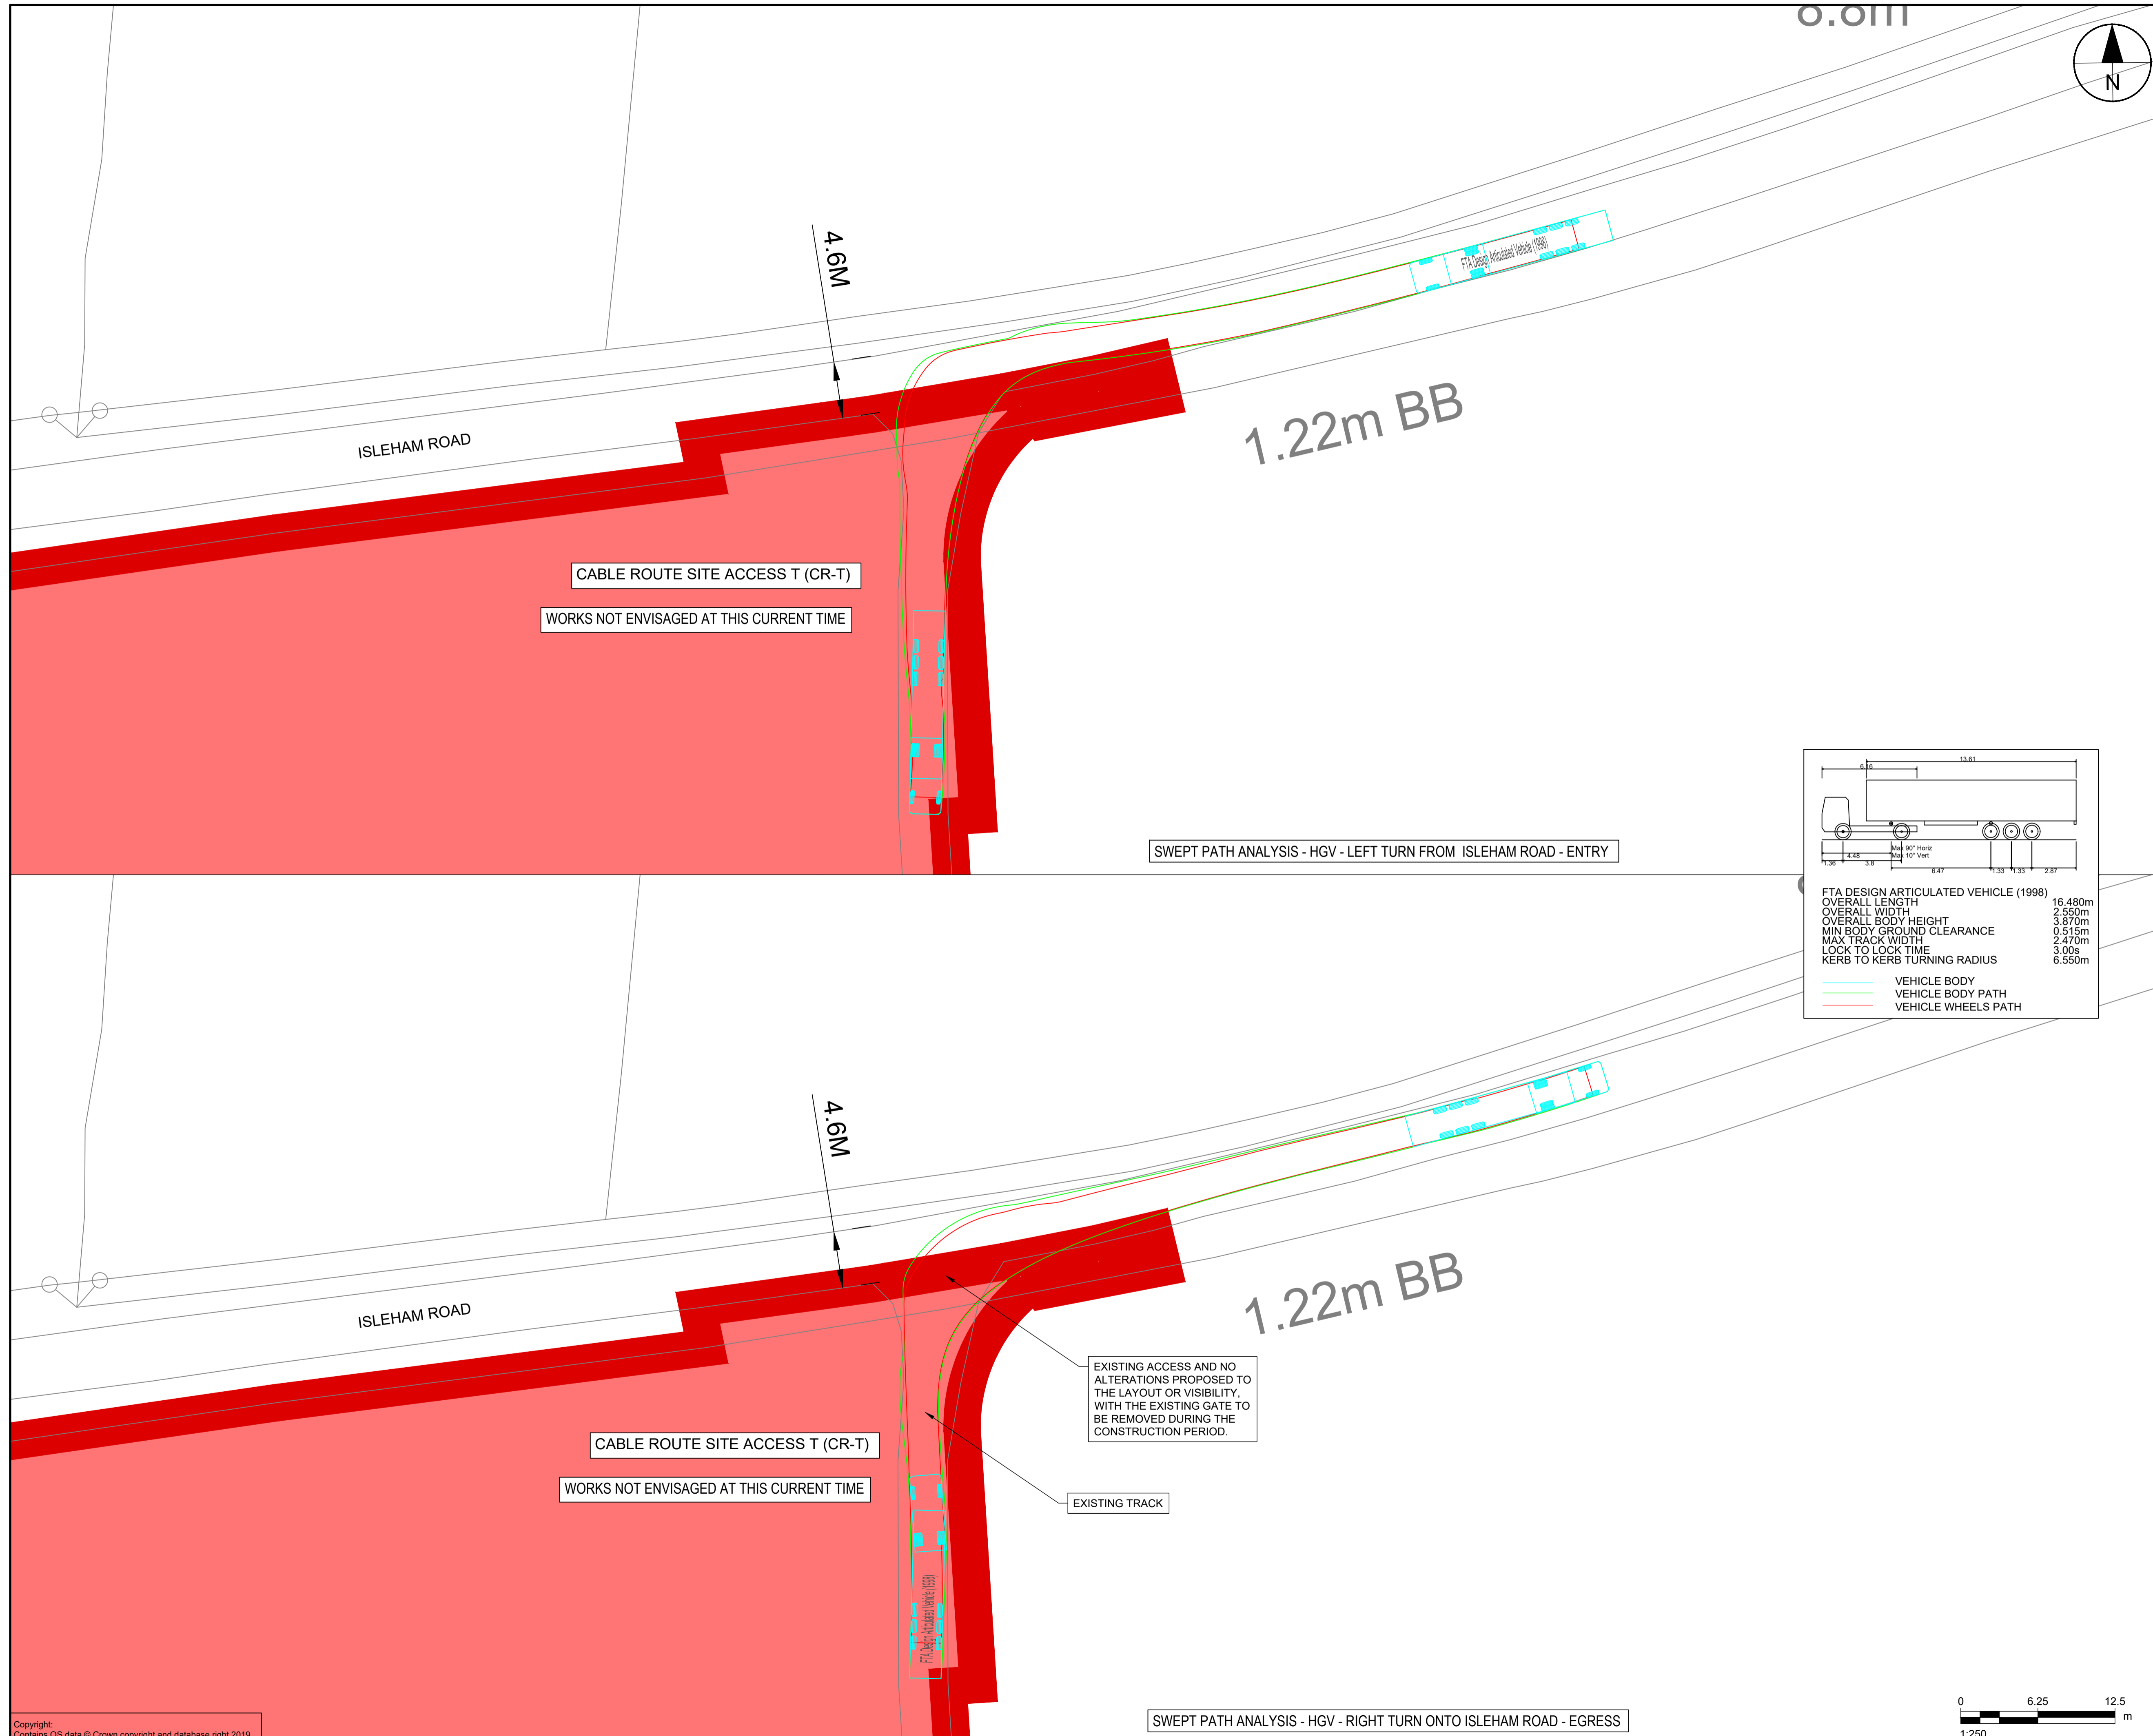 8.8m
N
4.6M
FTA Design Articulated Vehicle (1998)
ISLEHAM ROAD
1.22m BB
CABLE ROUTE SITE ACCESS T (CR-T)
WORKS NOT ENVISAGED AT THIS CURRENT TIME
SWEPT PATH ANALYSIS - HGV - LEFT TURN FROM ISLEHAM ROAD - ENTRY
13.61
6.16
Max 90° Horiz
Max 10° Vert
1.36
4.48
3.8
6.47
1.33
1.33
2.87
FTA DESIGN ARTICULATED VEHICLE (1998)
OVERALL LENGTH 16.480m
OVERALL WIDTH 2.550m
OVERALL BODY HEIGHT 3.870m
MIN BODY GROUND CLEARANCE 0.515m
MAX TRACK WIDTH 2.470m
LOCK TO LOCK TIME 3.00s
KERB TO KERB TURNING RADIUS 6.550m
VEHICLE BODY
VEHICLE BODY PATH
VEHICLE WHEELS PATH
4.6M
ISLEHAM ROAD
1.22m BB
EXISTING ACCESS AND NO
ALTERATIONS PROPOSED TO
THE LAYOUT OR VISIBILITY,
WITH THE EXISTING GATE TO
BE REMOVED DURING THE
CONSTRUCTION PERIOD.
CABLE ROUTE SITE ACCESS T (CR-T)
WORKS NOT ENVISAGED AT THIS CURRENT TIME
EXISTING TRACK
FTA Design Articulated Vehicle (1998)
SWEPT PATH ANALYSIS - HGV - RIGHT TURN ONTO ISLEHAM ROAD - EGRESS
0 6.25 12.5
m
1:250
Copyright:
Contains OS data © Crown copyright and database right 2019